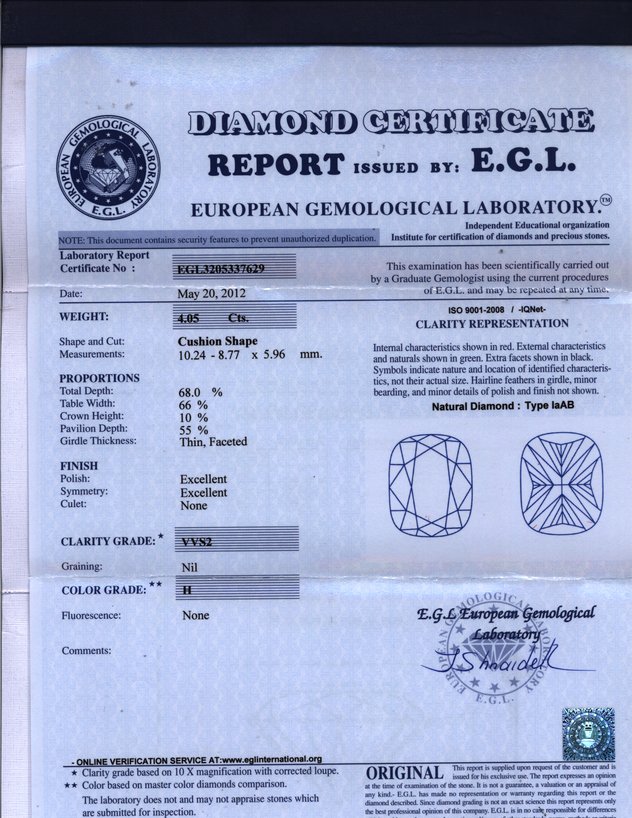 DIAMOND CERTIFICATE
REPORT ISSUED BY: E.G.L.
EUROPEAN GEMOLOGICAL LABORATORY.™
EUROPEAN GEMOLOGICAL LABORATORY
E.G.L.
Independent Educational organization
Institute for certification of diamonds and precious stones.
NOTE: This document contains security features to prevent unauthorized duplication.
Laboratory Report
Certificate No : EGL3205337629
Date: May 20, 2012
WEIGHT: 4.05 Cts.
Shape and Cut: Cushion Shape
Measurements: 10.24 - 8.77 x 5.96 mm.
PROPORTIONS
Total Depth: 68.0 %
Table Width: 66 %
Crown Height: 10 %
Pavilion Depth: 55 %
Girdle Thickness: Thin, Faceted
FINISH
Polish: Excellent
Symmetry: Excellent
Culet: None
CLARITY GRADE:* VVS2
Graining: Nil
COLOR GRADE:** H
Fluorescence: None
Comments:
- ONLINE VERIFICATION SERVICE AT:www.eglinternational.org
★ Clarity grade based on 10 X magnification with corrected loupe.
★★ Color based on master color diamonds comparison.
The laboratory does not and may not appraise stones which
are submitted for inspection.
This examination has been scientifically carried out
by a Graduate Gemologist using the current procedures
of E.G.L. and may be repeated at any time.
ISO 9001-2008 / -IQNet-
CLARITY REPRESENTATION
Internal characteristics shown in red. External characteristics
and naturals shown in green. Extra facets shown in black.
Symbols indicate nature and location of identified characteris-
tics, not their actual size. Hairline feathers in girdle, minor
bearding, and minor details of polish and finish not shown.
Natural Diamond : Type IaAB
E.G.L European Gemological
Laboratory
EUROPEAN GEMOLOGICAL LABORATORY
E.G.L.
ORIGINAL
This report is supplied upon request of the customer and is
issued for his exclusive use. The report expresses an opinion
at the time of examination of the stone. It is not a guarantee, a valuation or an appraisal of
any kind.- E.G.L. has made no representation or warranty regarding this report or the
diamond described. Since diamond grading is not an exact science this report represents only
the best professional opinion of this company. E.G.L. is in no case responsible for differences